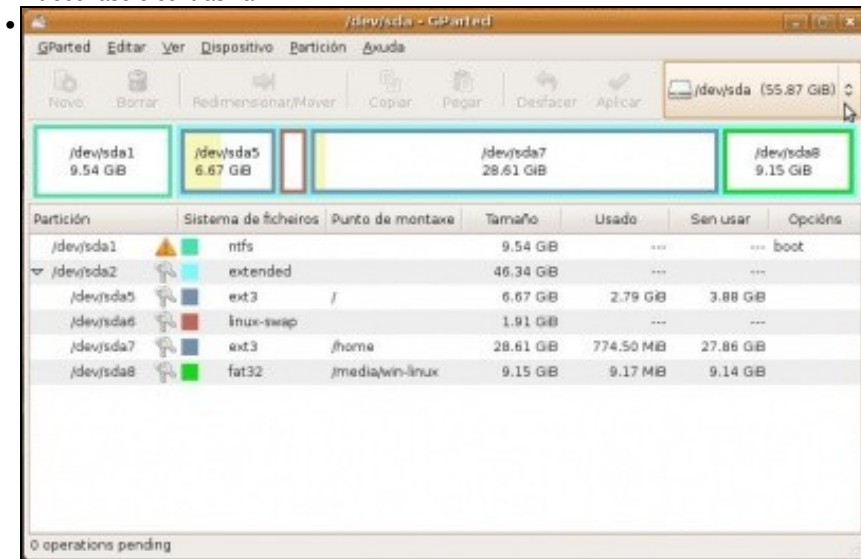 /dev/sda - GParted
GParted Editar Ver Dispositivo Partición Axuda
Novo Borrar Redimensionar/Mover Copiar Pegar Desfacer Aplicar /dev/sda (55.87 GiB)
/dev/sda1 /dev/sda5 /dev/sda7 /dev/sda8
9.54 GiB 6.67 GiB 28.61 GiB 9.15 GiB
Partición Sistema de ficheiros Punto de montaxe Tamaño Usado Sen usar Opcións
/dev/sda1 ntfs 9.54 GiB --- --- boot
/dev/sda2 extended 46.34 GiB --- ---
/dev/sda5 ext3 / 6.67 GiB 2.79 GiB 3.88 GiB
/dev/sda6 linux-swap 1.91 GiB --- ---
/dev/sda7 ext3 /home 28.61 GiB 774.50 MiB 27.86 GiB
/dev/sda8 fat32 /media/win-linux 9.15 GiB 9.17 MiB 9.14 GiB
0 operations pending